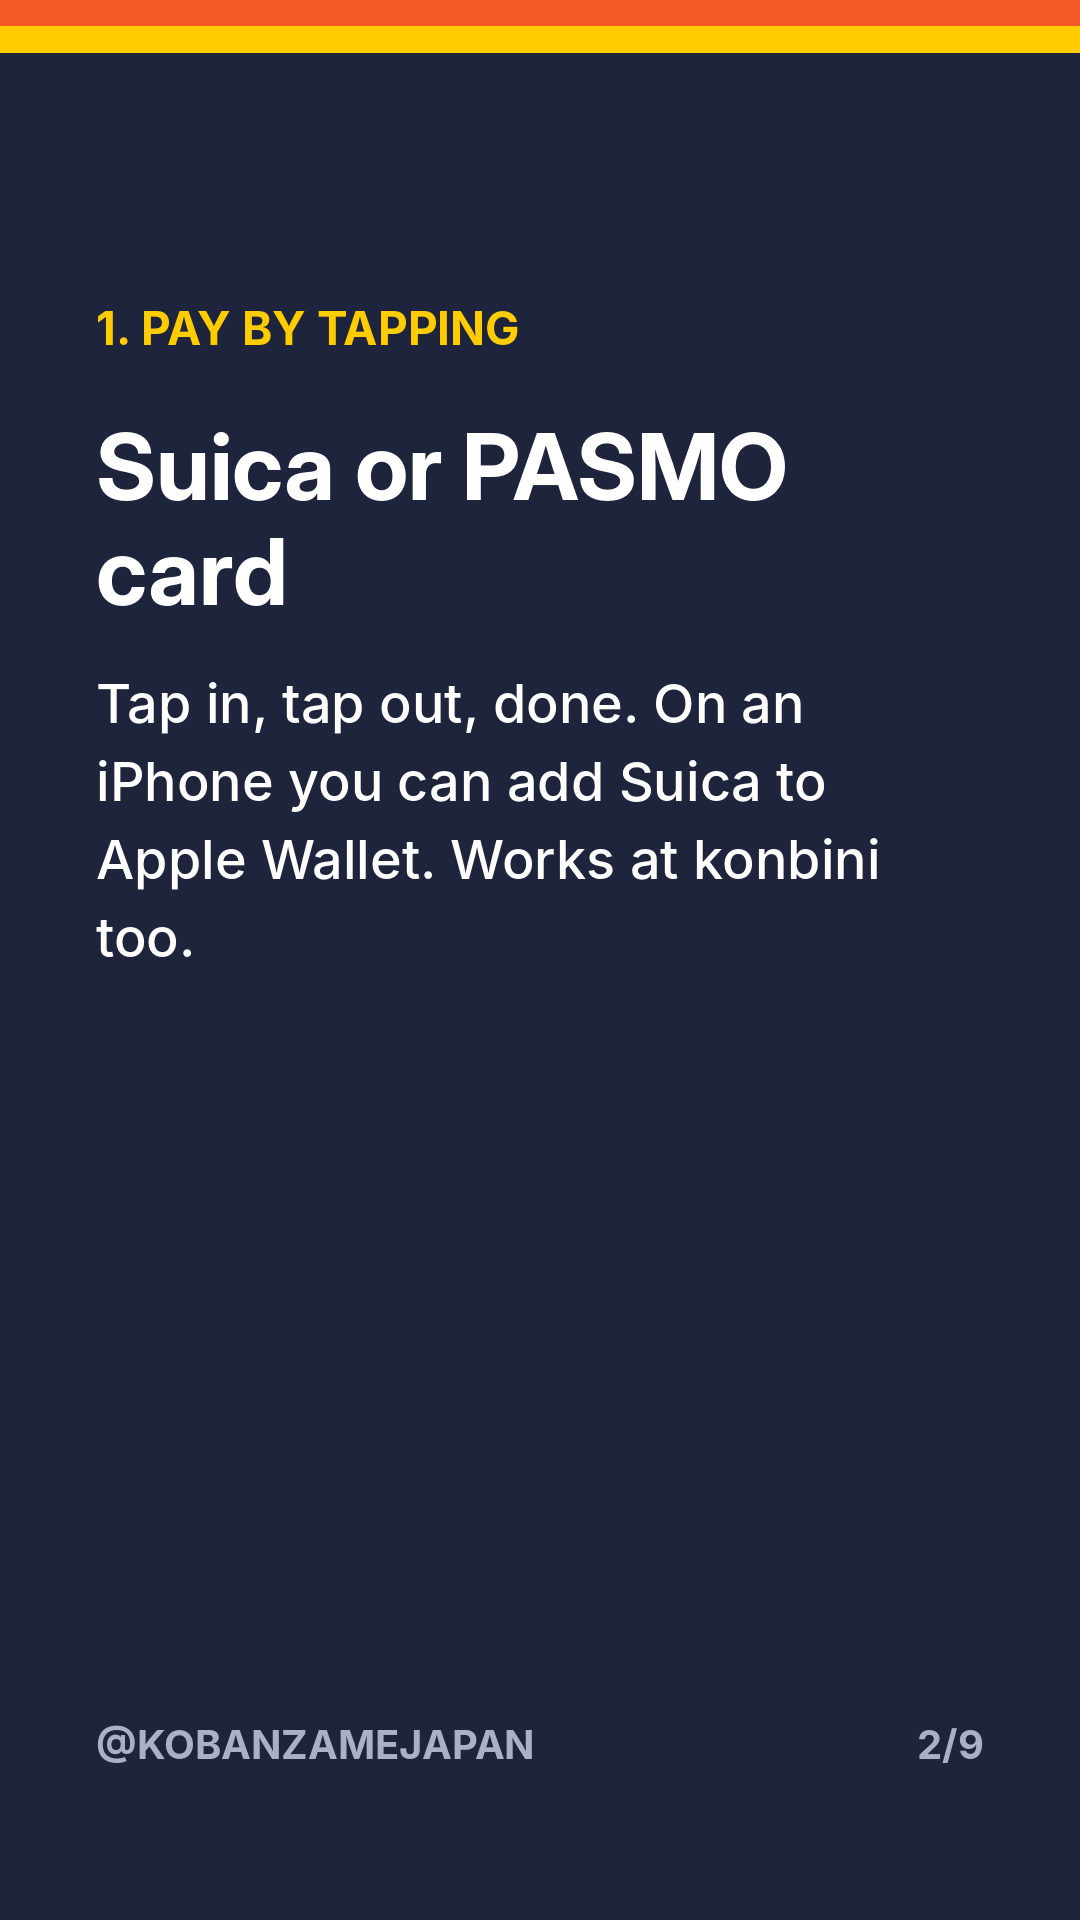 1. PAY BY TAPPING
Suica or PASMO
card
Tap in, tap out, done. On an
iPhone you can add Suica to
Apple Wallet. Works at konbini
too.
@KOBANZAMEJAPAN
2/9